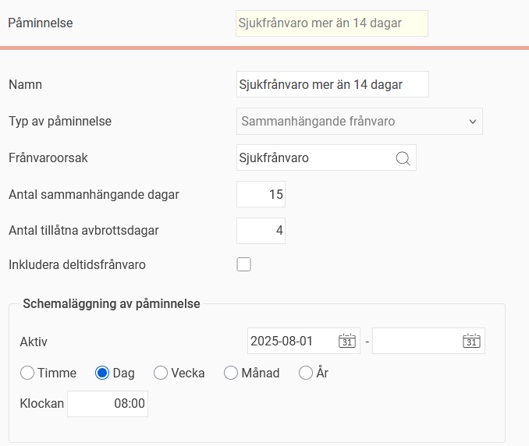 Påminnelse Sjukfrånvaro mer än 14 dagar
Namn Sjukfrånvaro mer än 14 dagar
Typ av påminnelse Sammanhängande frånvaro
Frånvaroorsak Sjukfrånvaro
Antal sammanhängande dagar 15
Antal tillåtna avbrottsdagar 4
Inkludera deltidsfrånvaro
Schemaläggning av påminnelse
Aktiv 2025-08-01 31 - 31
Timme Dag Vecka Månad År
Klockan 08:00